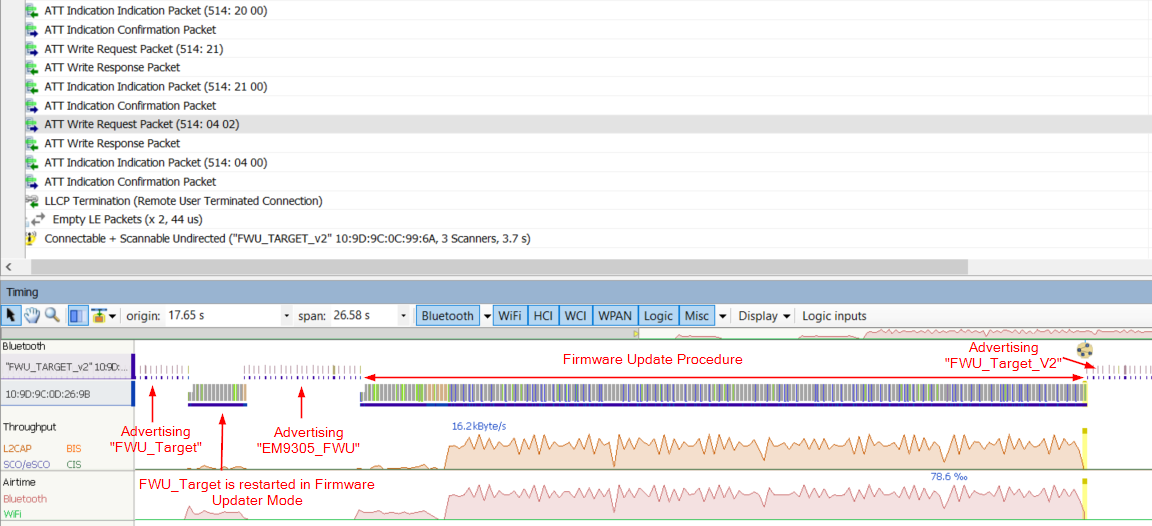 ATT Indication Indication Packet (514: 20 00)
ATT Indication Confirmation Packet
ATT Write Request Packet (514: 21)
ATT Write Response Packet
ATT Indication Indication Packet (514: 21 00)
ATT Indication Confirmation Packet
ATT Write Request Packet (514: 04 02)
ATT Write Response Packet
ATT Indication Indication Packet (514: 04 00)
ATT Indication Confirmation Packet
LLCP Termination (Remote User Terminated Connection)
Empty LE Packets (x 2, 44 us)
Connectable + Scannable Undirected ("FWU_TARGET_v2" 10:9D:9C:0C:99:6A, 3 Scanners, 3.7 s)
Timing
origin: 17.65 s span: 26.58 s Bluetooth WiFi HCI WCI WPAN Logic Misc Display Logic inputs
Bluetooth
"FWU_TARGET_v2" 10:9D:...
10:9D:9C:0D:26:9B
Firmware Update Procedure
Advertising
"FWU_Target_V2"
Advertising
"FWU_Target"
Advertising
"EM9305_FWU"
Throughput
16.2kByte/s
L2CAP BIS
SCO/eSCO CIS
FWU_Target is restarted in Firmware
Updater Mode
Airtime
78.6 ‰
Bluetooth
WiFi